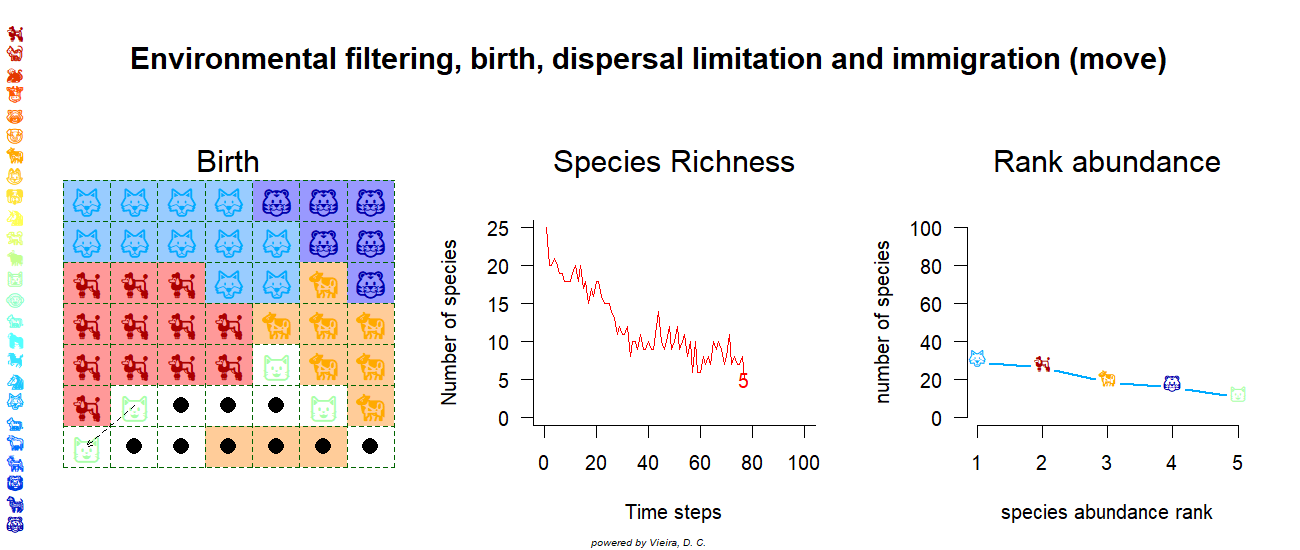 Environmental filtering, birth, dispersal limitation and immigration (move)
Birth
Species Richness
Rank abundance
Number of species
25
20
15
10
5
0
5
0 20 40 60 80 100
Time steps
number of species
100
80
60
40
20
0
1 2 3 4 5
species abundance rank
powered by Vieira, D. C.